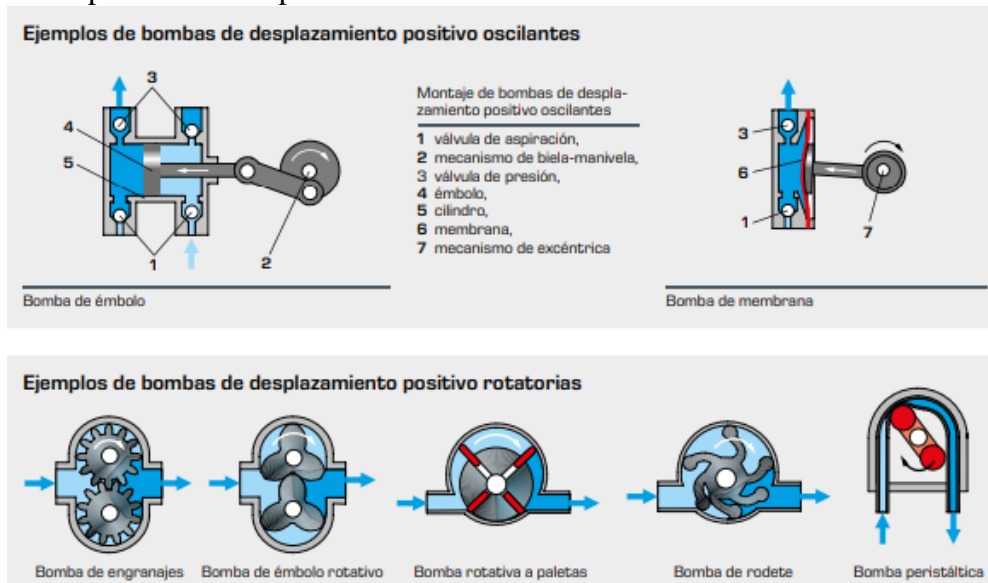 Ejemplos de bombas de desplazamiento positivo oscilantes
3
4
5
1
2
Bomba de émbolo
Montaje de bombas de despla-
zamiento positivo oscilantes
1 válvula de aspiración,
2 mecanismo de biela-manivela,
3 válvula de presión,
4 émbolo,
5 cilindro,
6 membrana,
7 mecanismo de excéntrica
3
6
1
7
Bomba de membrana
Ejemplos de bombas de desplazamiento positivo rotatorias
Bomba de engranajes
Bomba de émbolo rotativo
Bomba rotativa a paletas
Bomba de rodete
Bomba peristáltica